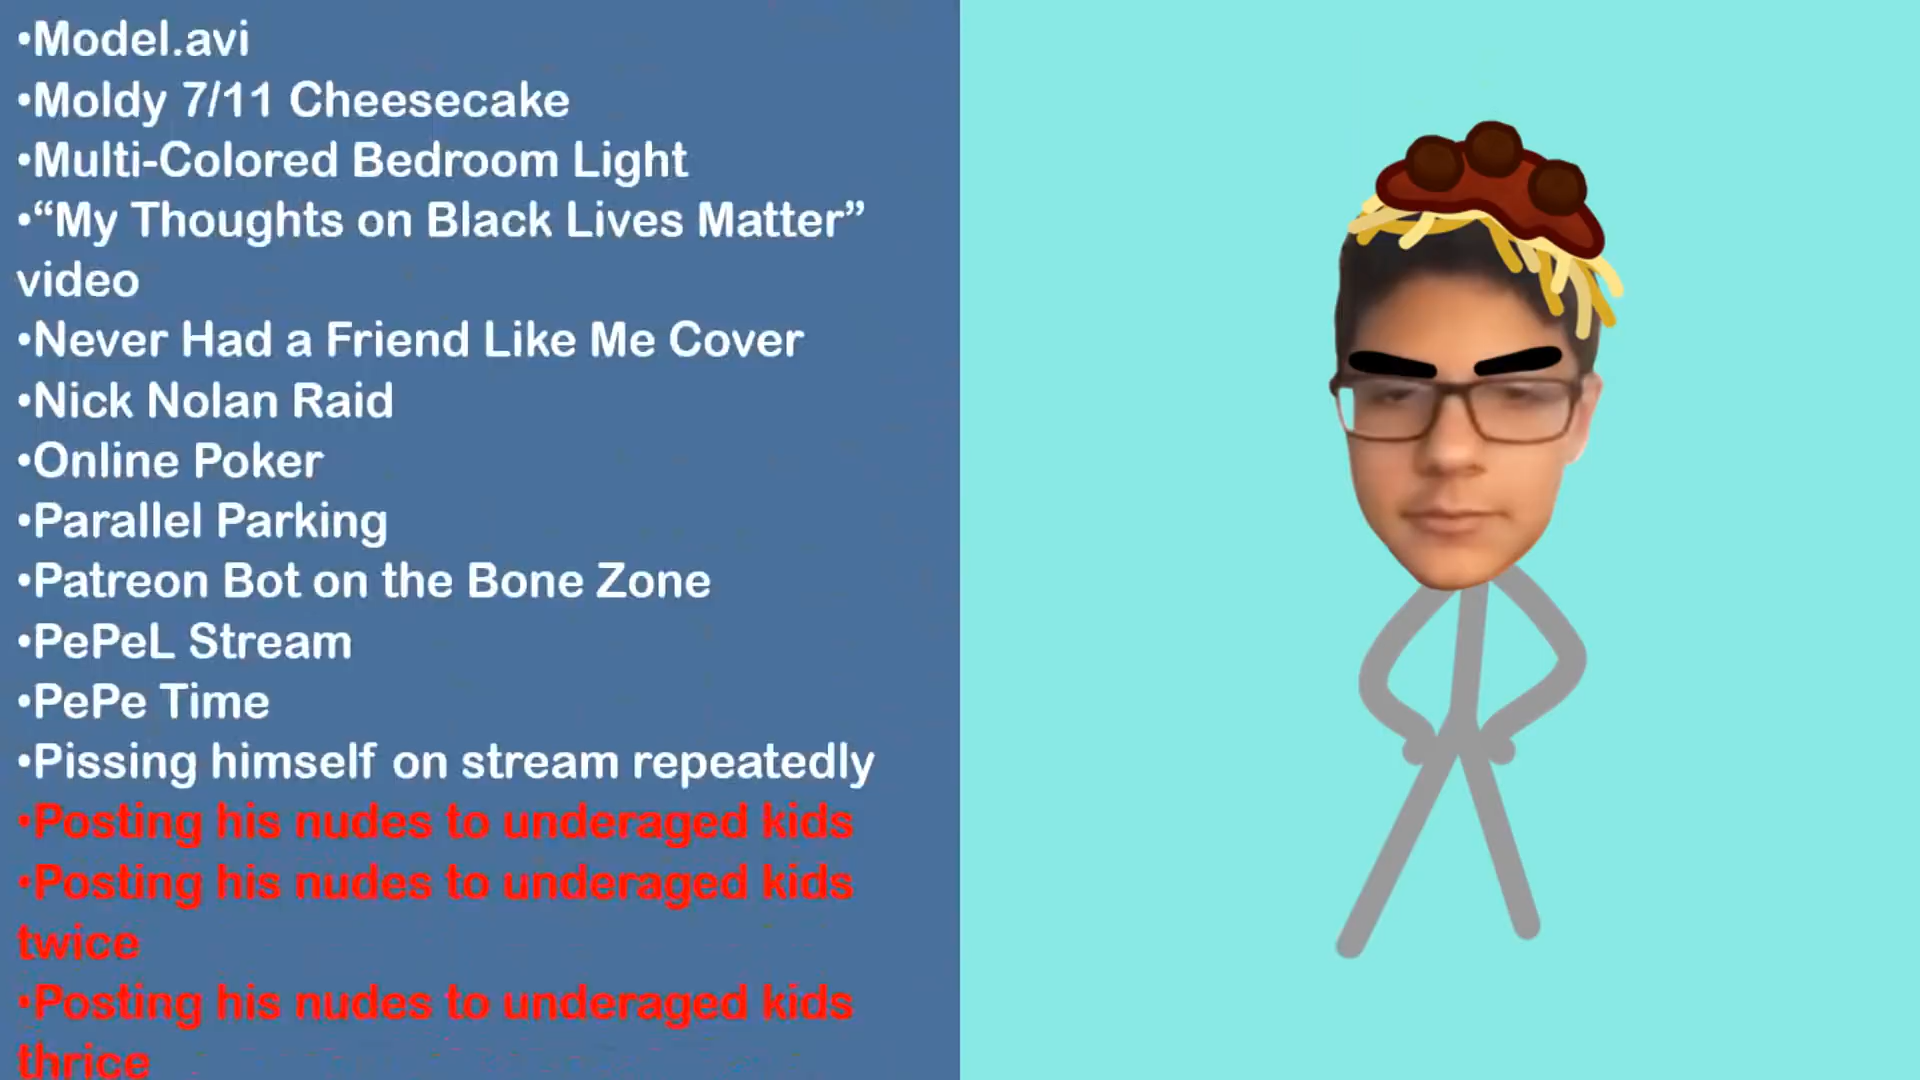 •Model.avi
•Moldy 7/11 Cheesecake
•Multi-Colored Bedroom Light
•“My Thoughts on Black Lives Matter”
video
•Never Had a Friend Like Me Cover
•Nick Nolan Raid
•Online Poker
•Parallel Parking
•Patreon Bot on the Bone Zone
•PePeL Stream
•PePe Time
•Pissing himself on stream repeatedly
•Posting his nudes to underaged kids
•Posting his nudes to underaged kids
twice
•Posting his nudes to underaged kids
thrice